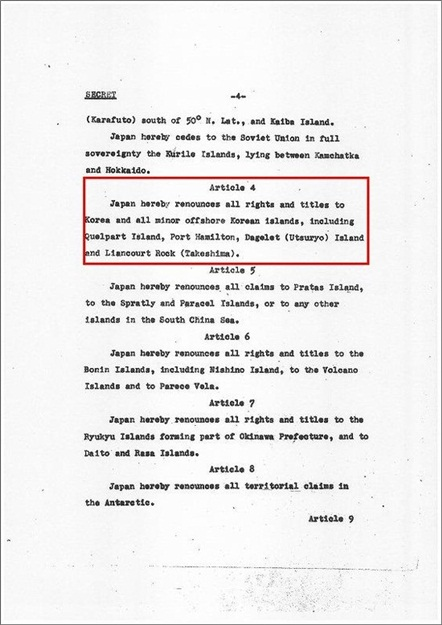 SECRET -4-
(Karafuto) south of 50° N. Lat., and Kaiba Island.
Japan hereby cedes to the Soviet Union in full
sovereignty the Kurile Islands, lying between Kamchatka
and Hokkaido.
Article 4
Japan hereby renounces all rights and titles to
Korea and all minor offshore Korean islands, including
Quelpart Island, Port Hamilton, Dagelet (Utsuryo) Island
and Liancourt Rock (Takeshima).
Article 5
Japan hereby renounces all claims to Pratas Island,
to the Spratly and Paracel Islands, or to any other
islands in the South China Sea.
Article 6
Japan hereby renounces all rights and titles to the
Bonin Islands, including Nishino Island, to the Volcano
Islands and to Parece Vela.
Article 7
Japan hereby renounces all rights and titles to the
Ryukyu Islands forming part of Okinawa Prefecture, and to
Daito and Rasa Islands.
Article 8
Japan hereby renounces all territorial claims in
the Antarctic.
Article 9